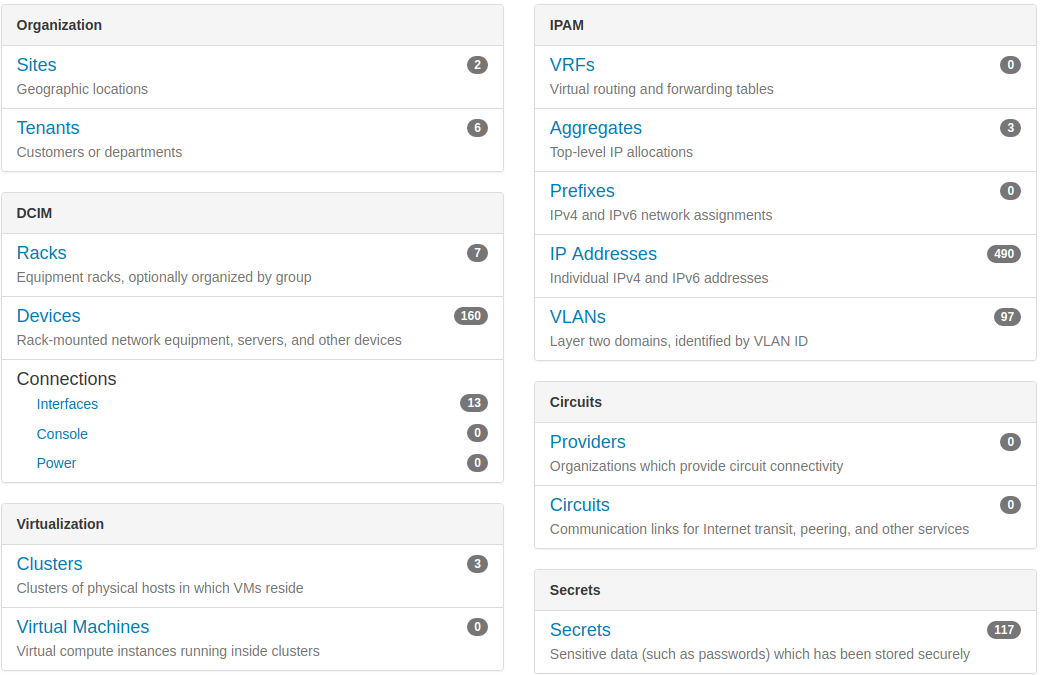 Organization
Sites 2
Geographic locations
Tenants 6
Customers or departments
DCIM
Racks 7
Equipment racks, optionally organized by group
Devices 160
Rack-mounted network equipment, servers, and other devices
Connections
Interfaces 13
Console 0
Power 0
Virtualization
Clusters 3
Clusters of physical hosts in which VMs reside
Virtual Machines 0
Virtual compute instances running inside clusters
IPAM
VRFs 0
Virtual routing and forwarding tables
Aggregates 3
Top-level IP allocations
Prefixes 0
IPv4 and IPv6 network assignments
IP Addresses 490
Individual IPv4 and IPv6 addresses
VLANs 97
Layer two domains, identified by VLAN ID
Circuits
Providers 0
Organizations which provide circuit connectivity
Circuits 0
Communication links for Internet transit, peering, and other services
Secrets
Secrets 117
Sensitive data (such as passwords) which has been stored securely